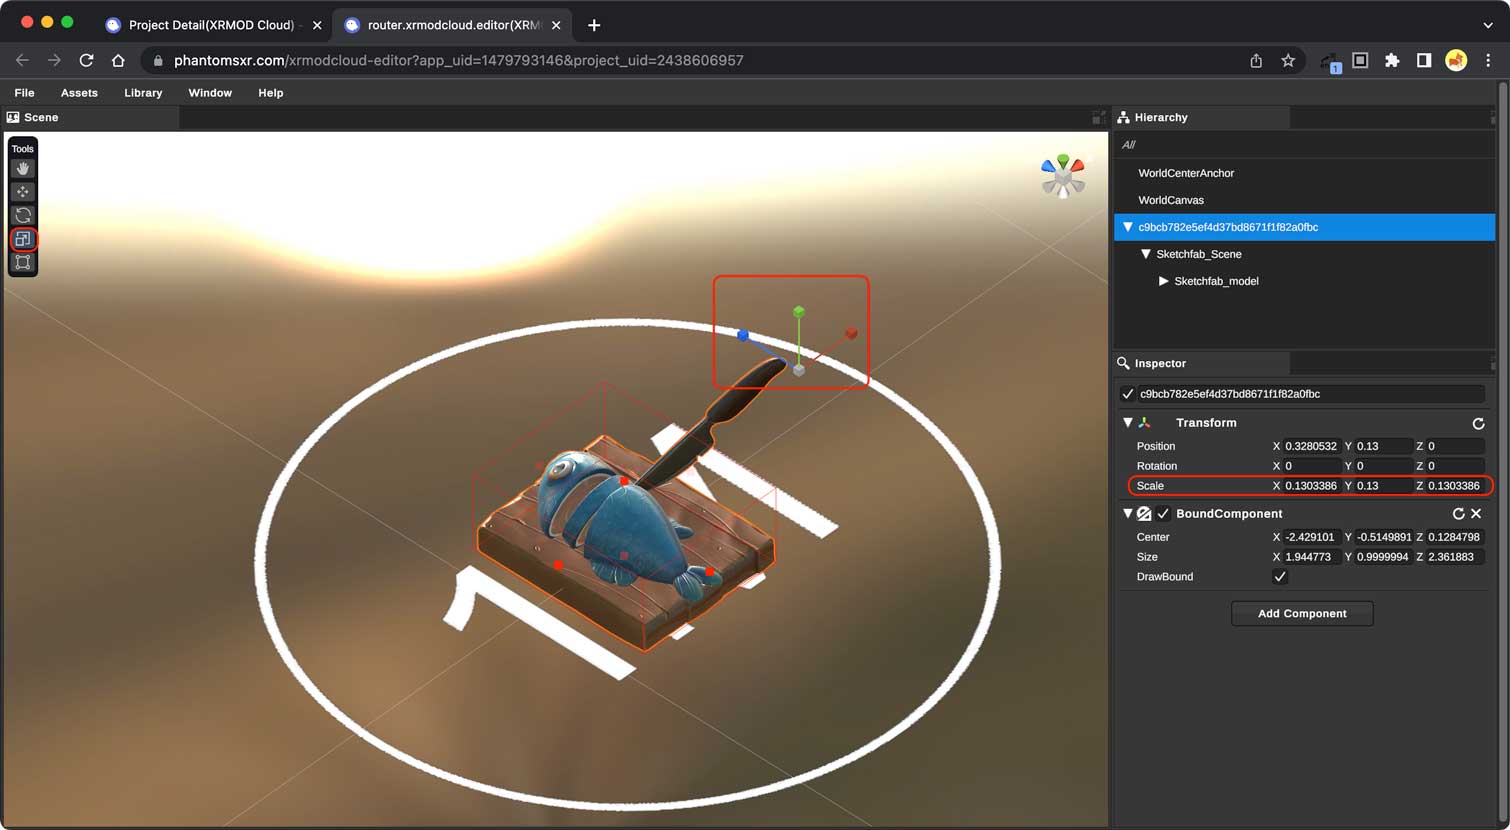 Project Detail(XRMOD Cloud) -
router.xrmodcloud.editor(XRM
phantomsxr.com/xrmodcloud-editor?app_uid=1479793146&project_uid=2438606957
1
File Assets Library Window Help
Scene
Tools
Hierarchy
All
WorldCenterAnchor
WorldCanvas
c9bcb782e5ef4d37bd8671f1f82a0fbc
Sketchfab_Scene
Sketchfab_model
Inspector
c9bcb782e5ef4d37bd8671f1f82a0fbc
Transform
Position X 0.3280532 Y 0.13 Z 0
Rotation X 0 Y 0 Z 0
Scale X 0.1303386 Y 0.13 Z 0.1303386
BoundComponent
Center X -2.429101 Y -0.5149891 Z 0.1284798
Size X 1.944773 Y 0.9999994 Z 2.361883
DrawBound
Add Component